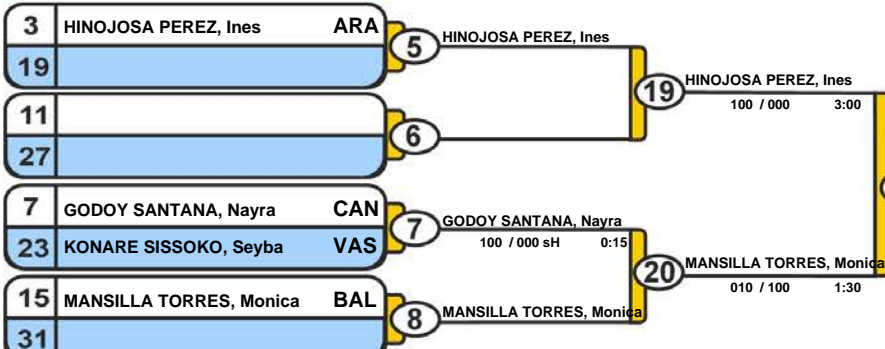 3 HINOJOSA PEREZ, Ines ARA
19
11
27
7 GODOY SANTANA, Nayra CAN
23 KONARE SISSOKO, Seyba VAS
15 MANSILLA TORRES, Monica BAL
31
5 HINOJOSA PEREZ, Ines
6
7 GODOY SANTANA, Nayra
100 / 000 sH 0:15
8 MANSILLA TORRES, Monica
19 HINOJOSA PEREZ, Ines
100 / 000 3:00
20 MANSILLA TORRES, Monica
010 / 100 1:30